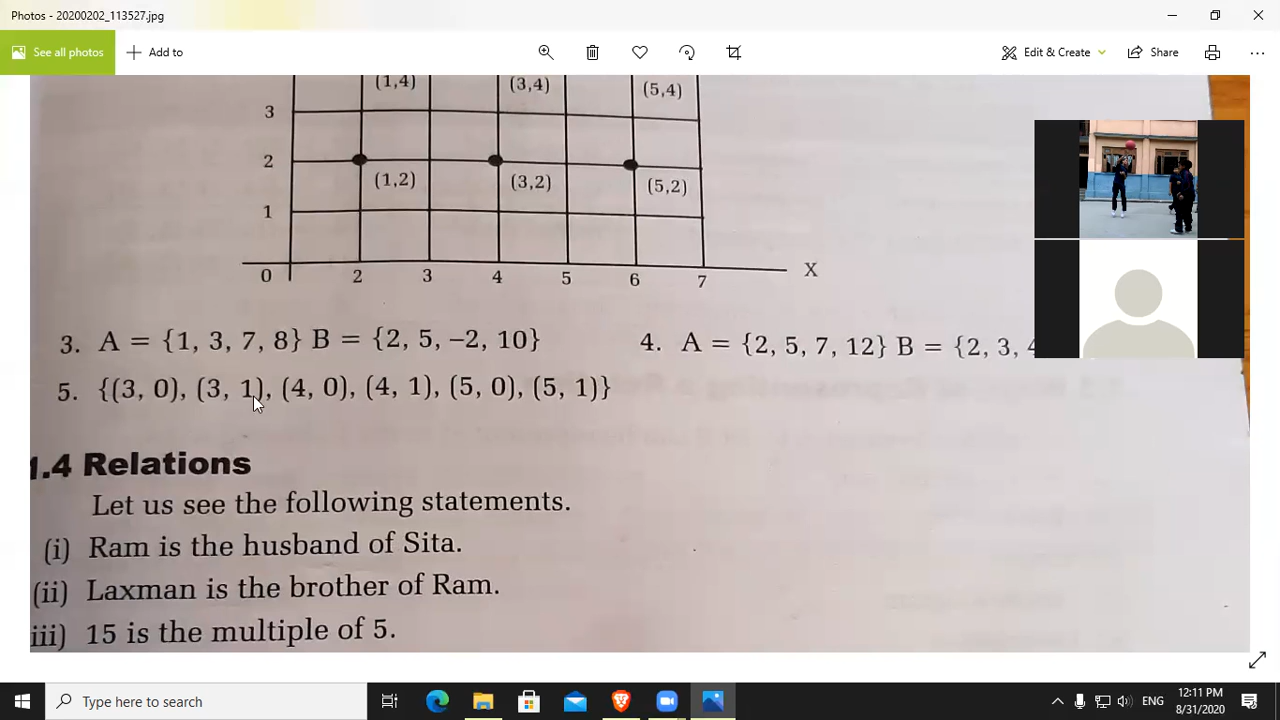 Photos - 20200202_113527.jpg
See all photos
Add to
Edit & Create
Share
(1,4) (3,4) (5,4)
3
2
(1,2) (3,2) (5,2)
1
0 2 3 4 5 6 7 X
3. A = {1, 3, 7, 8} B = {2, 5, –2, 10} 4. A = {2, 5, 7, 12} B = {2, 3,
5. {(3, 0), (3, 1), (4, 0), (4, 1), (5, 0), (5, 1)}
1.4 Relations
Let us see the following statements.
(i) Ram is the husband of Sita.
(ii) Laxman is the brother of Ram.
iii) 15 is the multiple of 5.
Type here to search
ENG
12:11 PM
8/31/2020